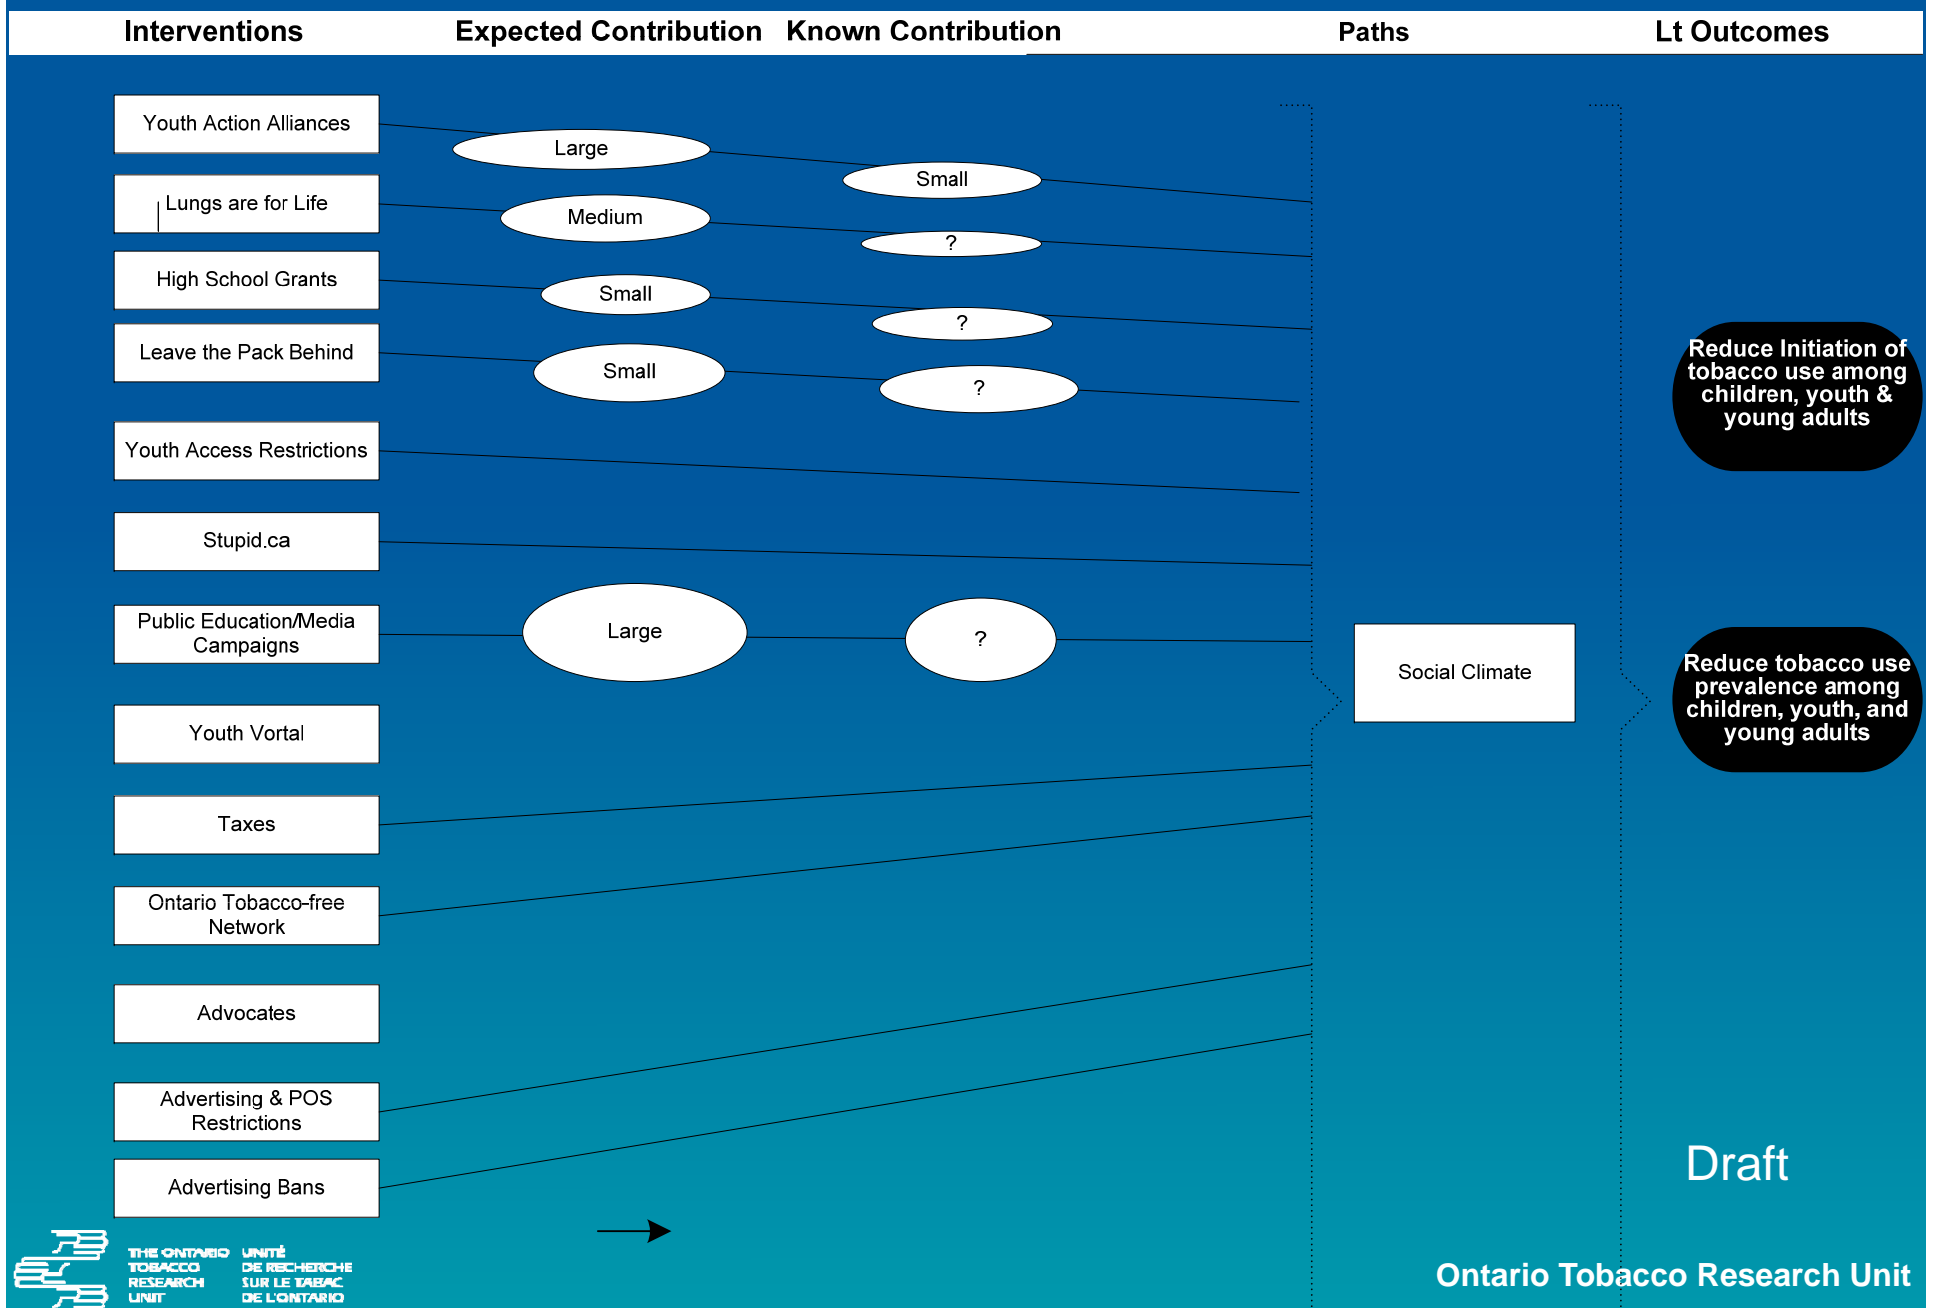 Interventions Expected Contribution Known Contribution Paths Lt Outcomes
Youth Action Alliances
Large
Small
Lungs are for Life
Medium
?
High School Grants
Small
?
Leave the Pack Behind
Small
?
Reduce Initiation of
tobacco use among
children, youth &
young adults
Youth Access Restrictions
Stupid.ca
Public Education/Media
Campaigns
Large
?
Social Climate
Reduce tobacco use
prevalence among
children, youth, and
young adults
Youth Vortal
Taxes
Ontario Tobacco-free
Network
Advocates
Advertising & POS
Restrictions
Advertising Bans
Draft
THE ONTARIO
TOBACCO
RESEARCH
UNIT
UNITÉ
DE RECHERCHE
SUR LE TABAC
DE L'ONTARIO
Ontario Tobacco Research Unit